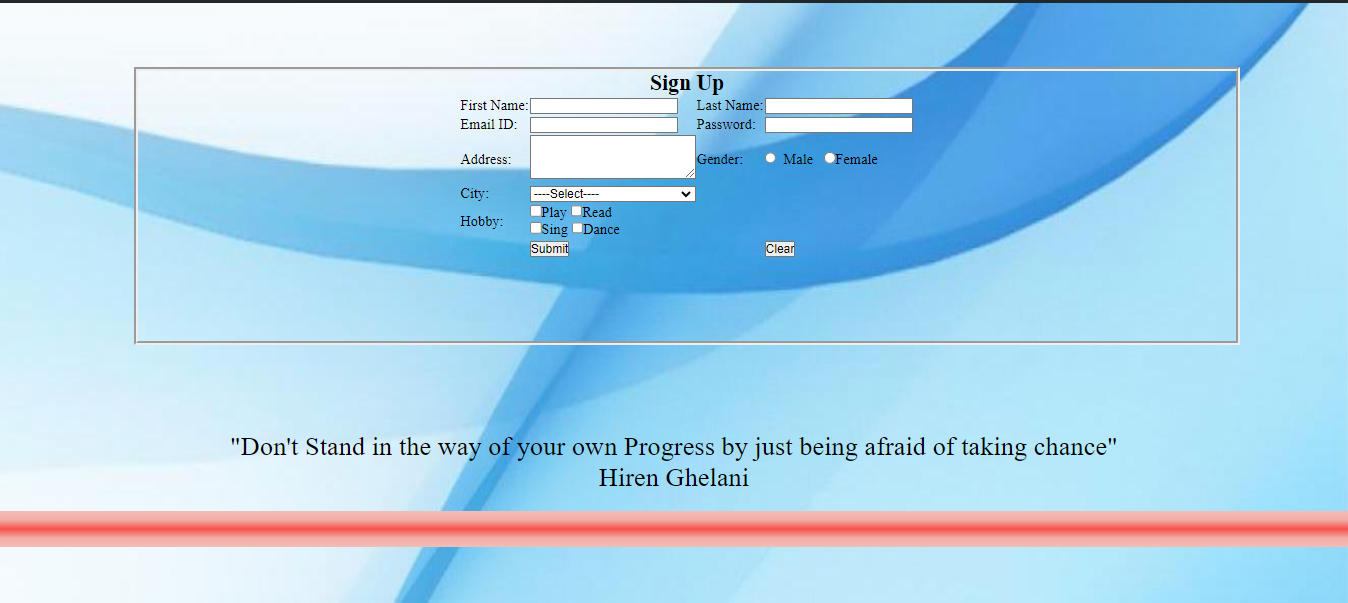 Sign Up
First Name: Last Name:
Email ID: Password:
Address: Gender: Male Female
City: ----Select----
Hobby: Play Read
Sing Dance
Submit Clear
"Don't Stand in the way of your own Progress by just being afraid of taking chance"
Hiren Ghelani